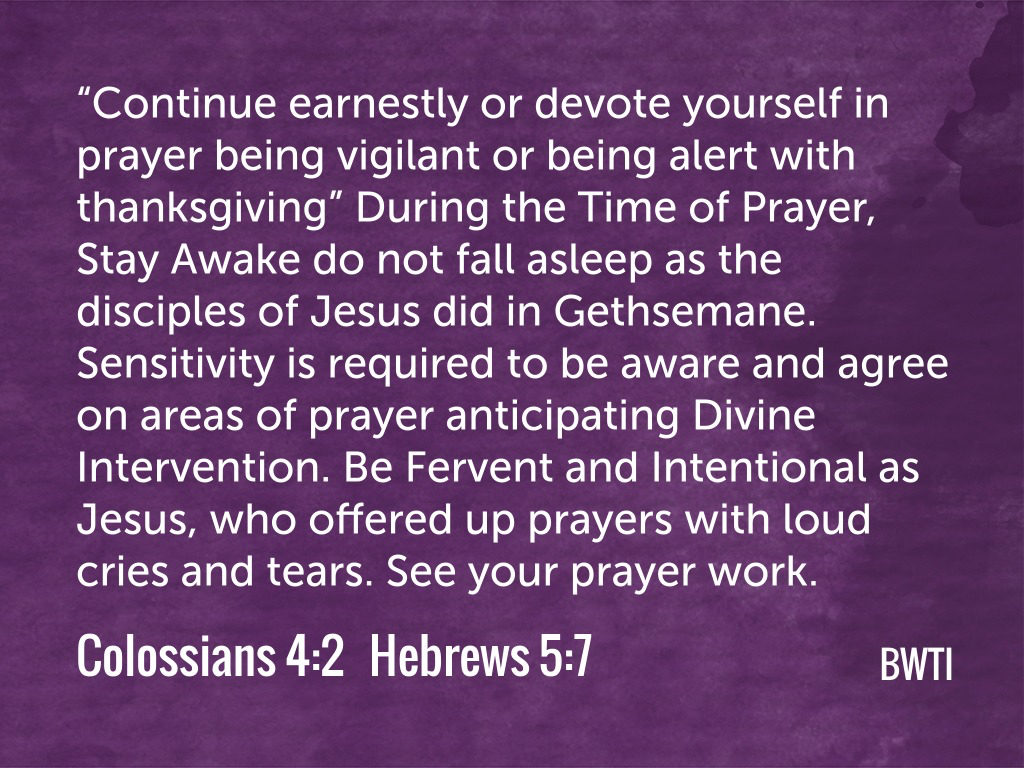 “Continue earnestly or devote yourself in
prayer being vigilant or being alert with
thanksgiving” During the Time of Prayer,
Stay Awake do not fall asleep as the
disciples of Jesus did in Gethsemane.
Sensitivity is required to be aware and agree
on areas of prayer anticipating Divine
Intervention. Be Fervent and Intentional as
Jesus, who offered up prayers with loud
cries and tears. See your prayer work.
Colossians 4:2 Hebrews 5:7
BWTI